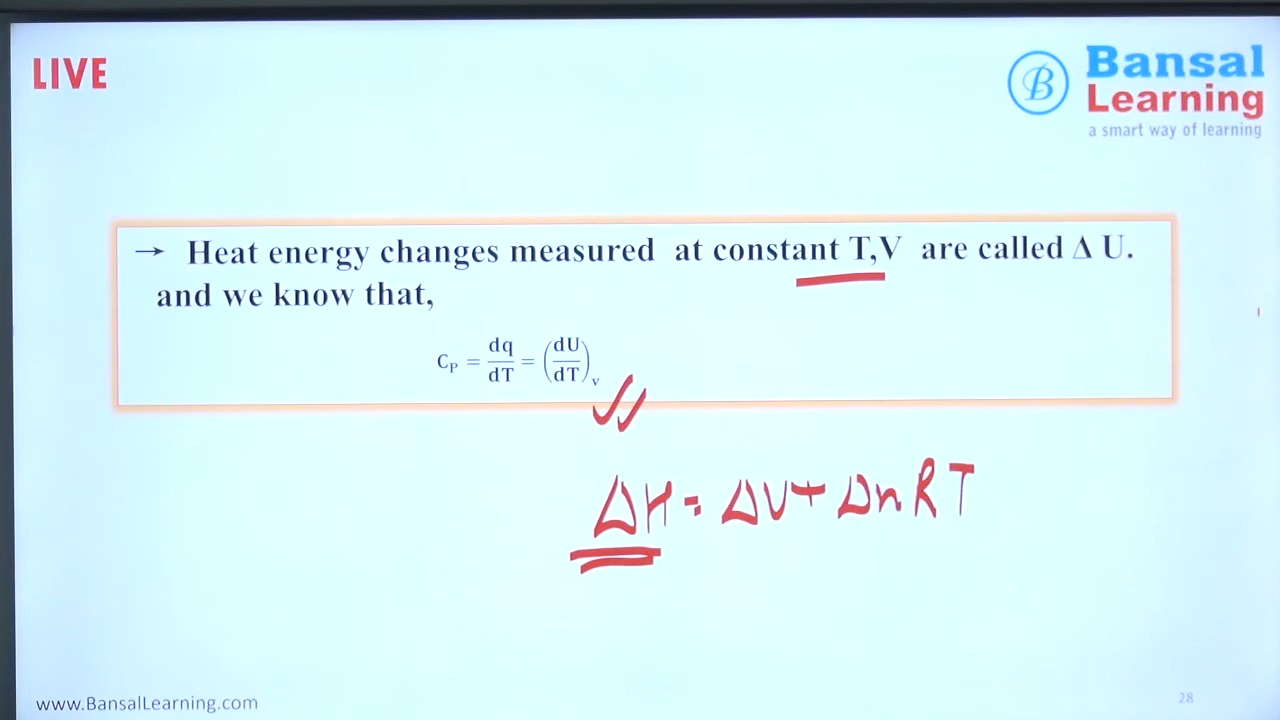 LIVE
B
Bansal
Learning
a smart way of learning
→ Heat energy changes measured at constant T,V are called Δ U.
and we know that,
C_P = dq/dT = (dU/dT)_v
ΔH = ΔU + ΔnRT
www.BansalLearning.com
28